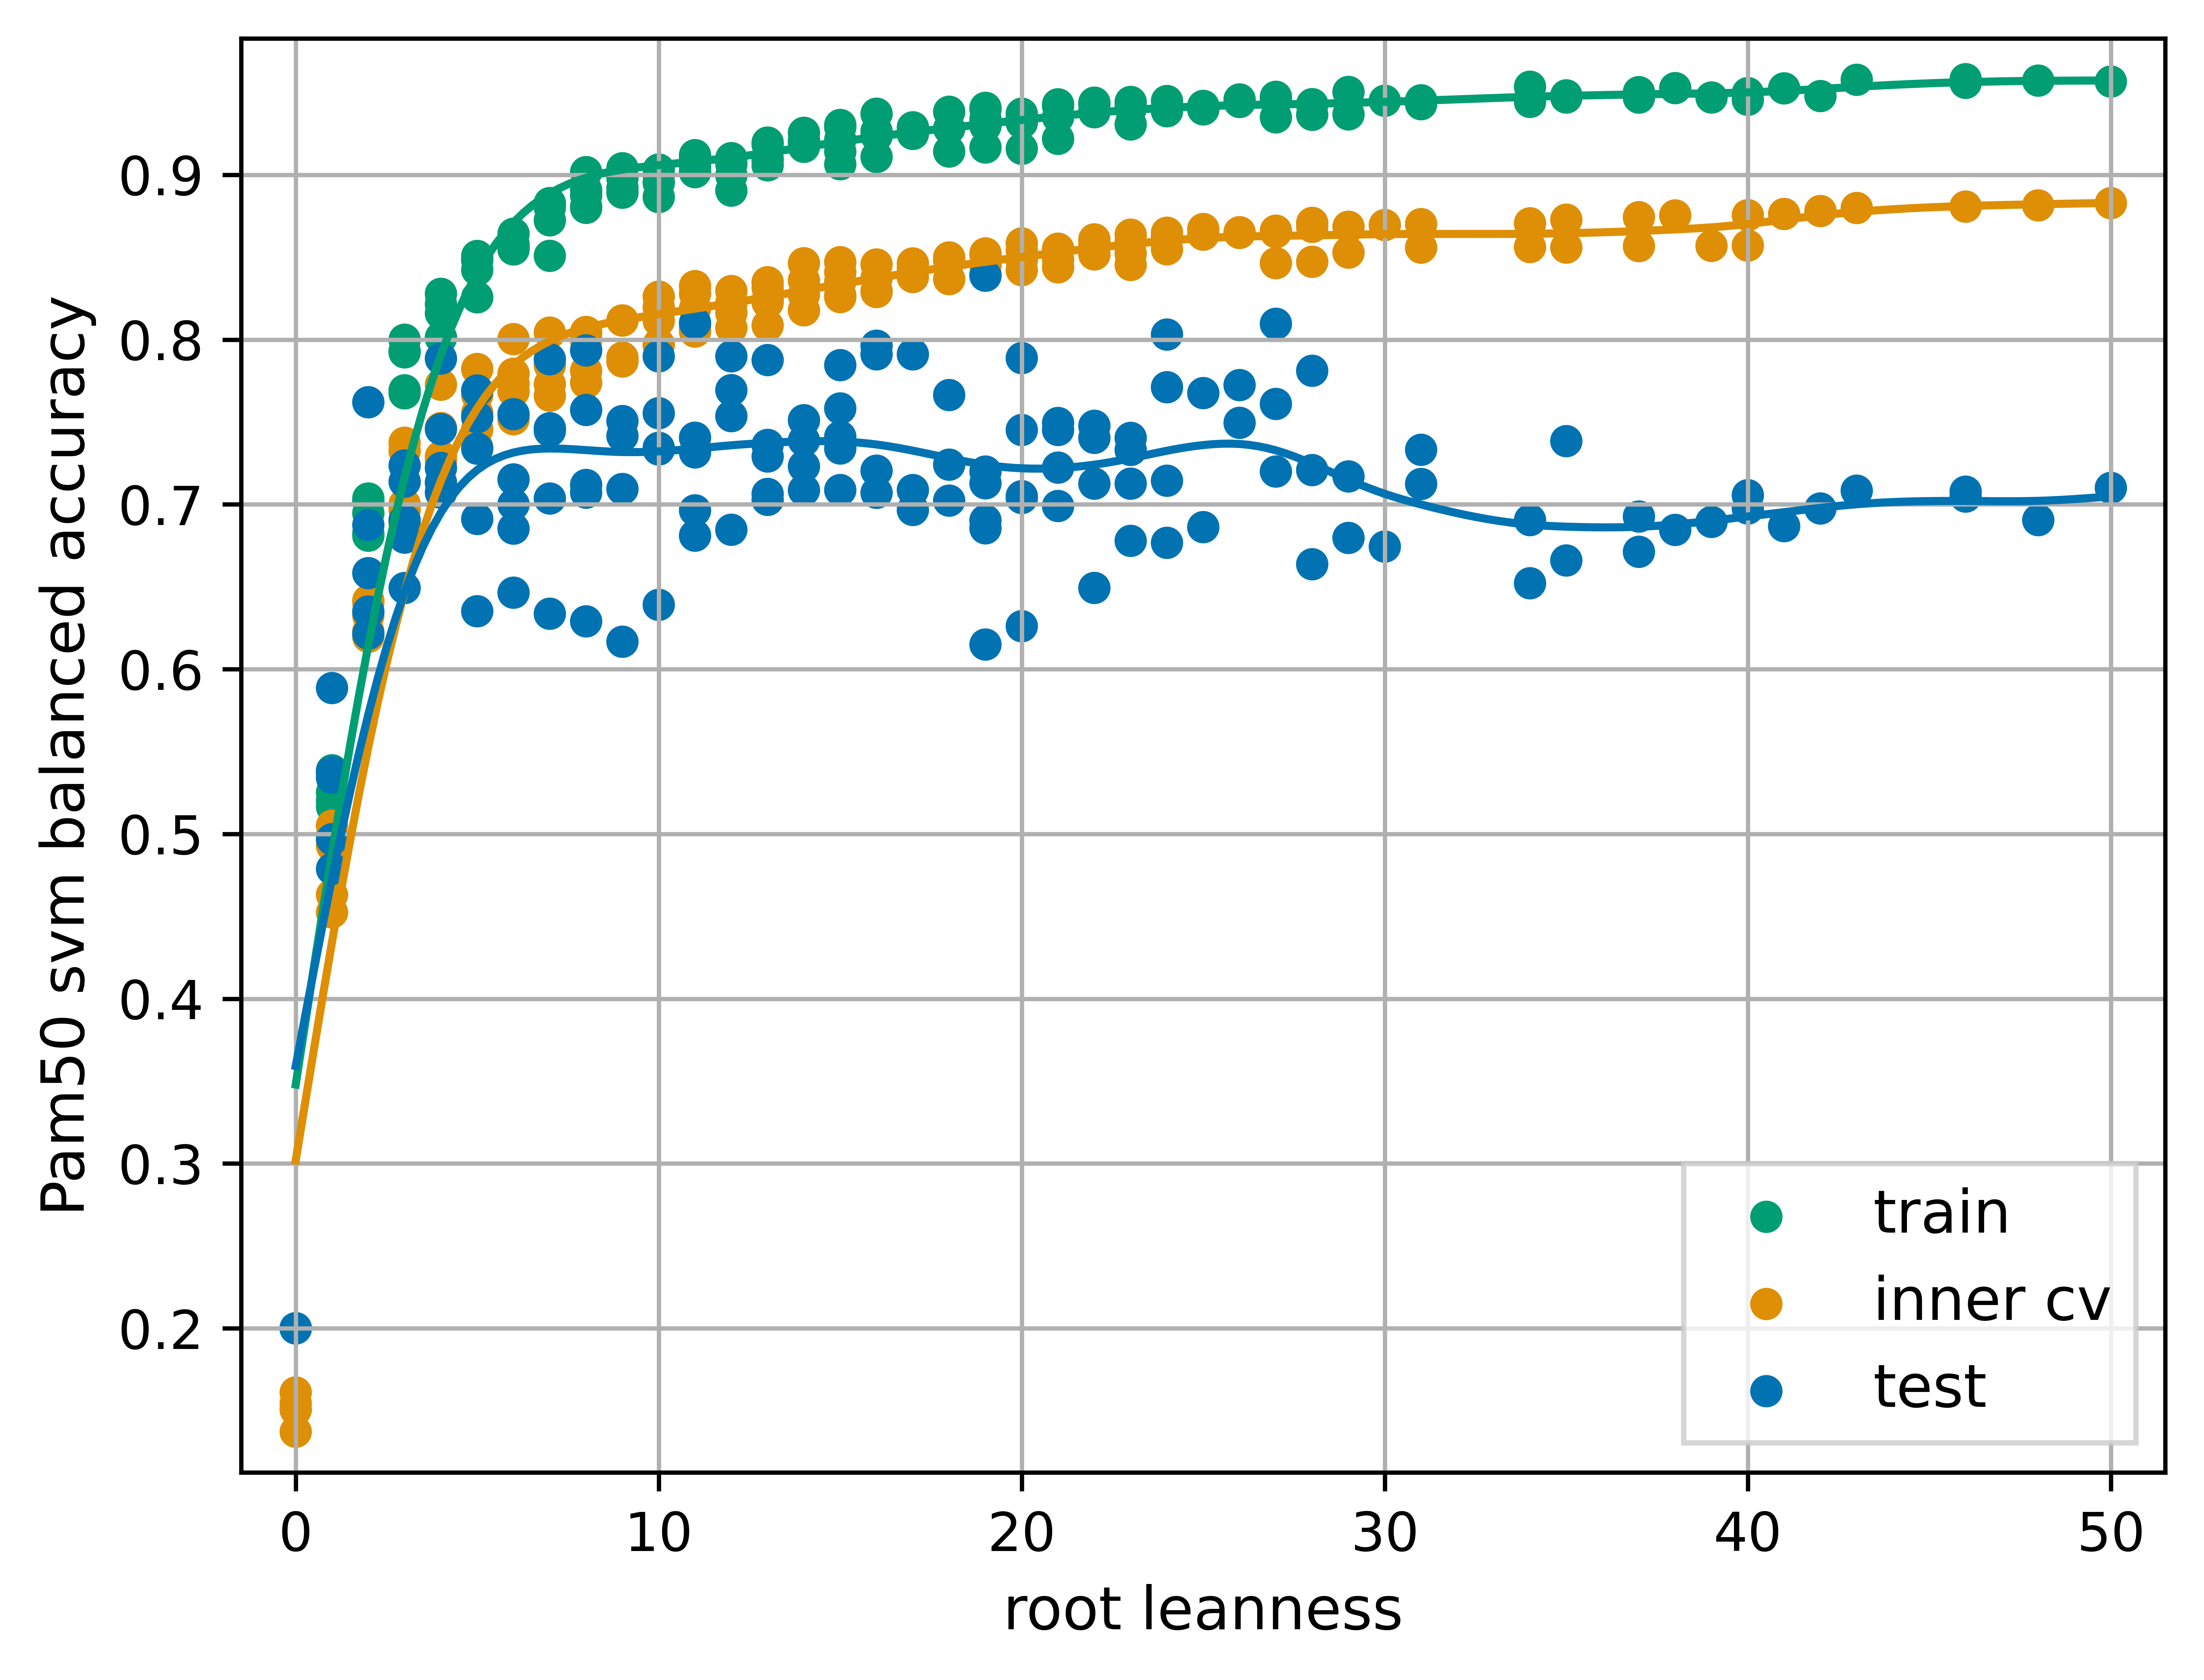 Pam50 svm balanced accuracy
0.9
0.8
0.7
0.6
0.5
0.4
0.3
0.2
train
inner cv
test
0 10 20 30 40 50
root leanness